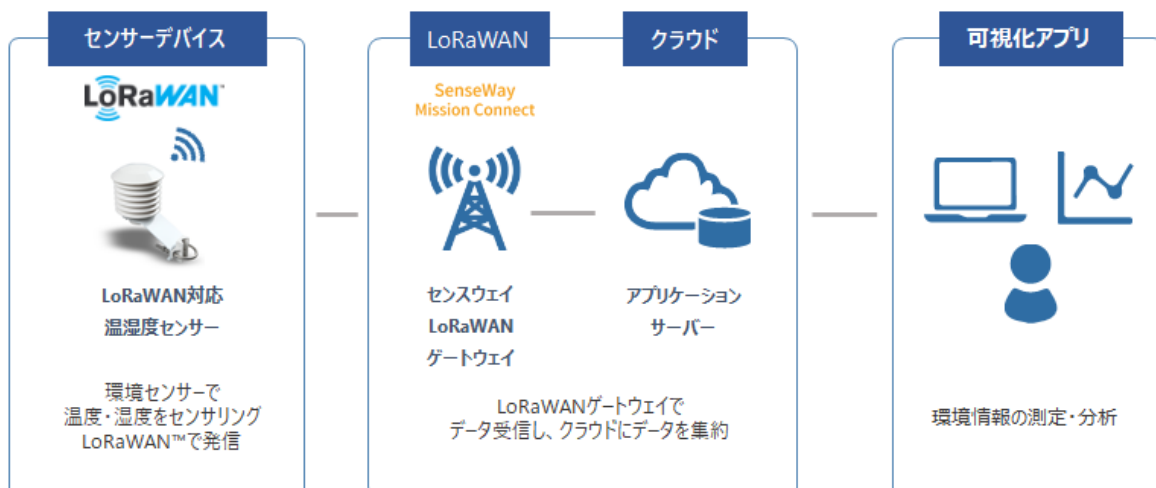 センサーデバイス
LoRaWAN™
LoRaWAN対応
温湿度センサー
環境センサーで
温度・湿度をセンサリング
LoRaWAN™で発信
LoRaWAN
クラウド
SenseWay
Mission Connect
センスウェイ
LoRaWAN
ゲートウェイ
アプリケーション
サーバー
LoRaWANゲートウェイで
データ受信し、クラウドにデータを集約
可視化アプリ
環境情報の測定・分析